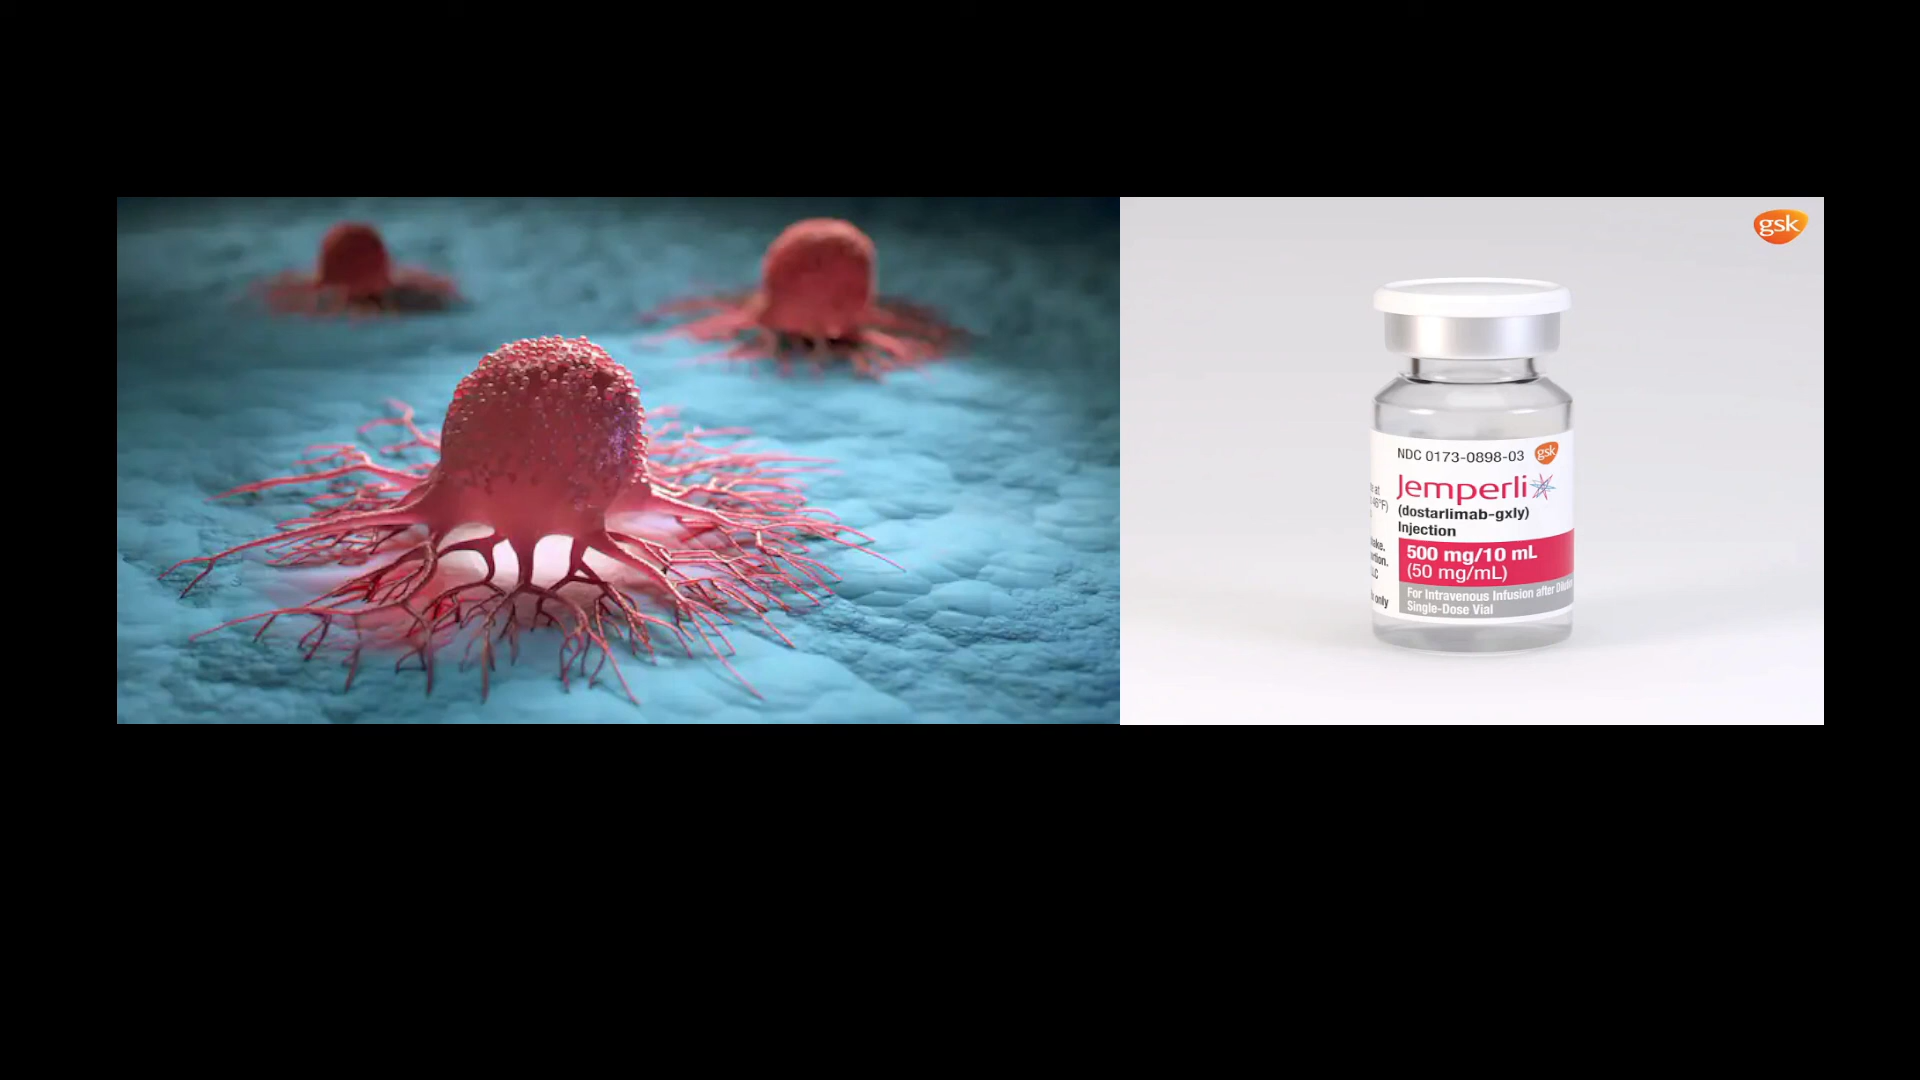 gsk
NDC 0173-0898-03 gsk
Jemperli
(dostarlimab-gxly)
Injection
500 mg/10 mL
(50 mg/mL)
For Intravenous Infusion after
Single-Dose Vial
only